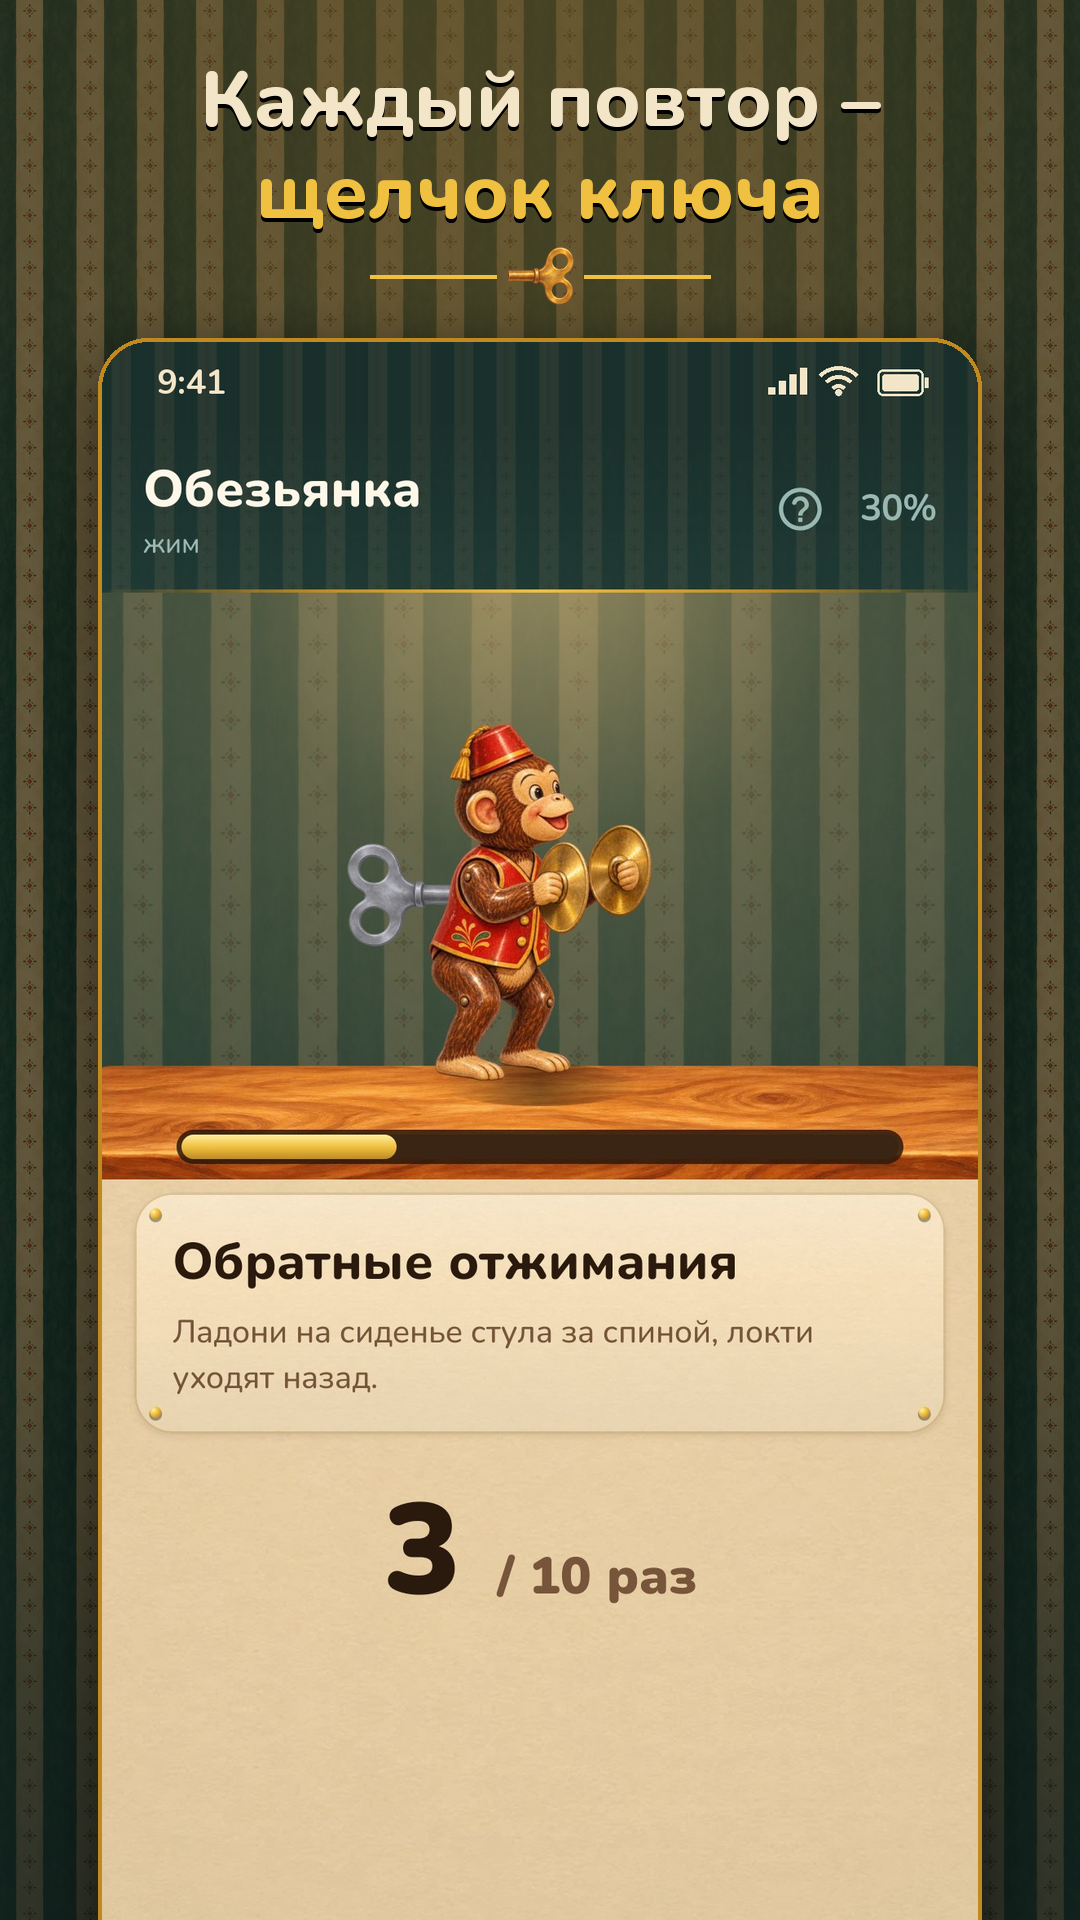 Каждый повтор –
щелчок ключа
9:41
Обезьянка
жим
30%
Обратные отжимания
Ладони на сиденье стула за спиной, локти
уходят назад.
3 / 10 раз